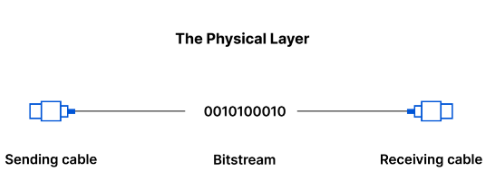 The Physical Layer
0010100010
Sending cable
Bitstream
Receiving cable